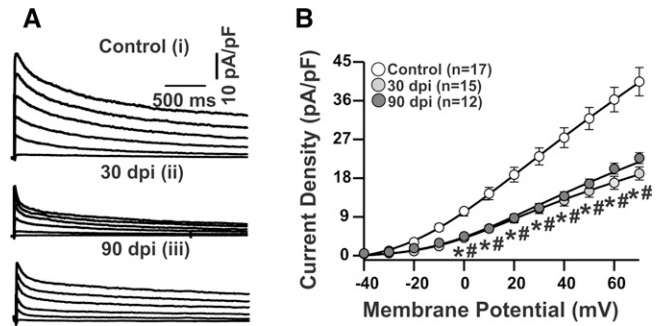 A
Control (i)
10 pA/pF
500 ms
30 dpi (ii)
90 dpi (iii)
B
Current Density (pA/pF)
45
36
27
18
9
0
Control (n=17)
30 dpi (n=15)
90 dpi (n=12)
*# *# *# *# *# *# *# *#
-40 -20 0 20 40 60
Membrane Potential (mV)